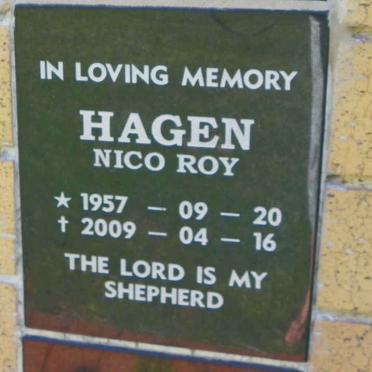 IN LOVING MEMORY
HAGEN
NICO ROY
★ 1957 – 09 – 20
† 2009 – 04 – 16
THE LORD IS MY
SHEPHERD